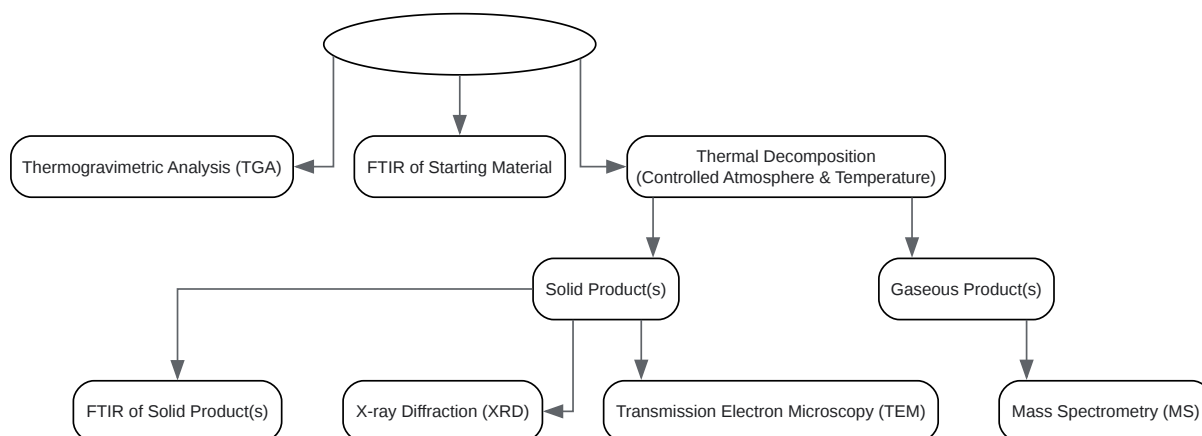 Thermogravimetric Analysis (TGA)
FTIR of Starting Material
Thermal Decomposition
(Controlled Atmosphere & Temperature)
Solid Product(s)
Gaseous Product(s)
FTIR of Solid Product(s)
X-ray Diffraction (XRD)
Transmission Electron Microscopy (TEM)
Mass Spectrometry (MS)